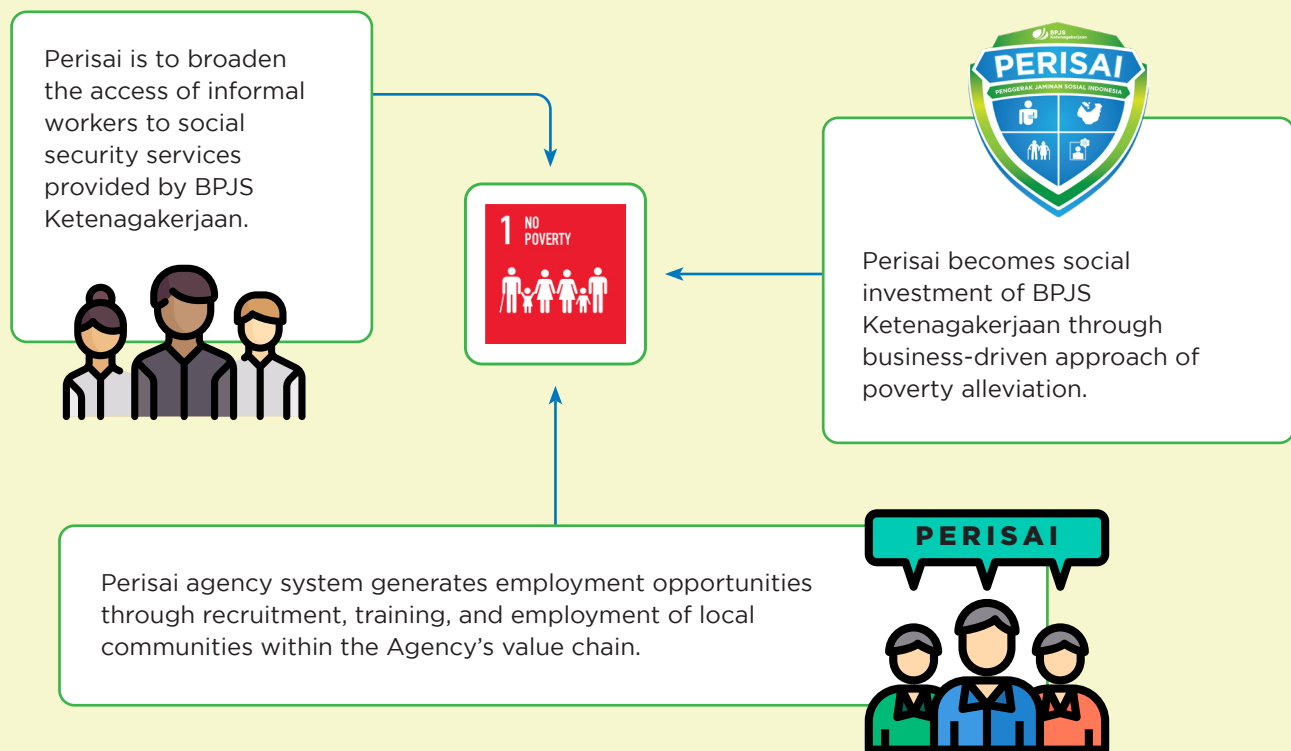 Perisai is to broaden
the access of informal
workers to social
security services
provided by BPJS
Ketenagakerjaan.
BPJS
Ketenagakerjaan
PERISAI
PENGGERAK JAMINAN SOSIAL INDONESIA
1 NO
POVERTY
Perisai becomes social
investment of BPJS
Ketenagakerjaan through
business-driven approach of
poverty alleviation.
PERISAI
Perisai agency system generates employment opportunities
through recruitment, training, and employment of local
communities within the Agency’s value chain.